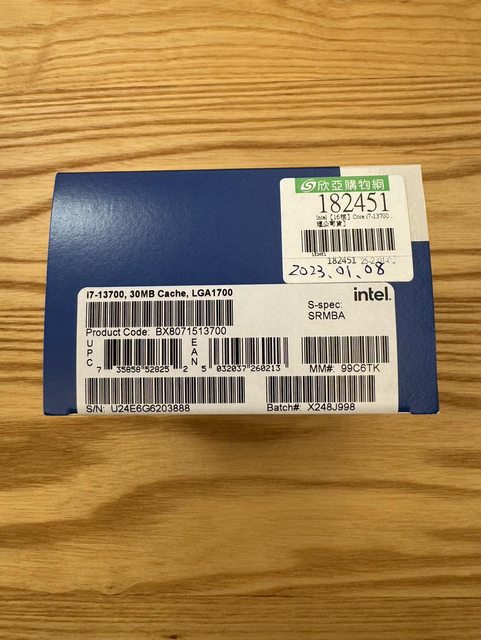 欣亞購物網
182451
Intel【16核】Core i7-13700
182451
182451
2023.01.08
i7-13700, 30MB Cache, LGA1700
intel.
S-spec:
SRMBA
Product Code: BX8071513700
UPC
7 35858 52825 2
EAN
5 032037 260213
MM#: 99C6TK
S/N: U24E6G6203888
Batch#: X248J998